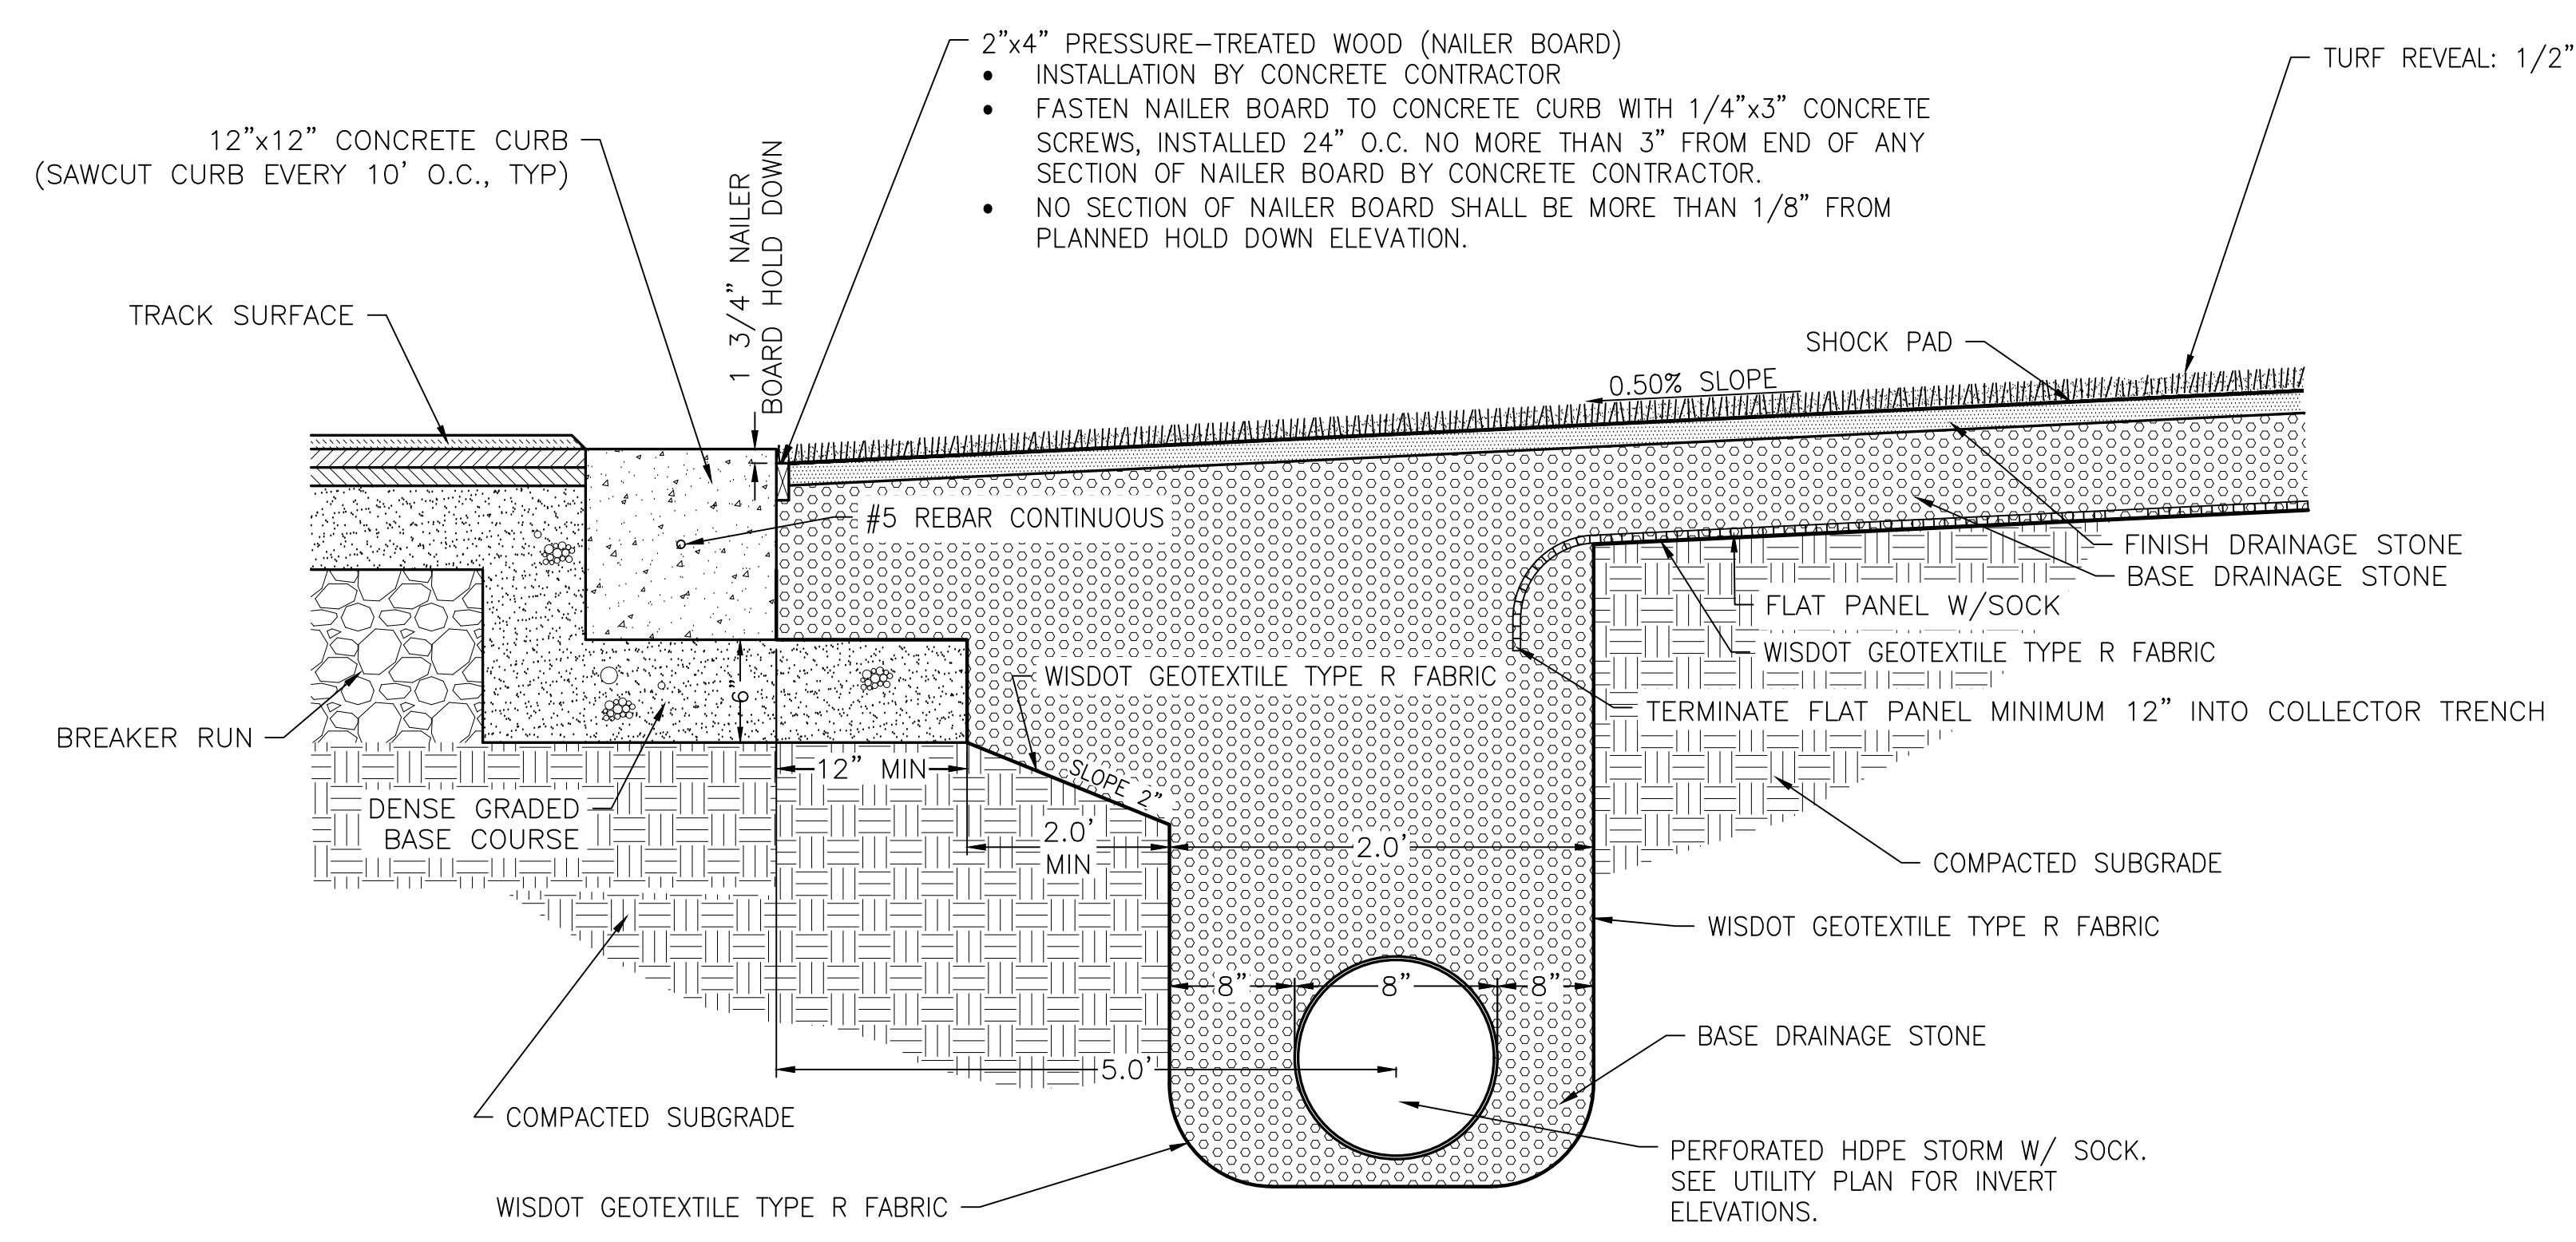 2"x4" PRESSURE-TREATED WOOD (NAILER BOARD)
• INSTALLATION BY CONCRETE CONTRACTOR
• FASTEN NAILER BOARD TO CONCRETE CURB WITH 1/4"x3" CONCRETE
SCREWS, INSTALLED 24" O.C. NO MORE THAN 3" FROM END OF ANY
SECTION OF NAILER BOARD BY CONCRETE CONTRACTOR.
• NO SECTION OF NAILER BOARD SHALL BE MORE THAN 1/8" FROM
PLANNED HOLD DOWN ELEVATION.
TURF REVEAL: 1/2"
12"x12" CONCRETE CURB
(SAWCUT CURB EVERY 10' O.C., TYP)
1 3/4" NAILER
BOARD HOLD DOWN
TRACK SURFACE
SHOCK PAD
0.50% SLOPE
#5 REBAR CONTINUOUS
FINISH DRAINAGE STONE
BASE DRAINAGE STONE
FLAT PANEL W/SOCK
WISDOT GEOTEXTILE TYPE R FABRIC
WISDOT GEOTEXTILE TYPE R FABRIC
TERMINATE FLAT PANEL MINIMUM 12" INTO COLLECTOR TRENCH
6"
BREAKER RUN
12" MIN
SLOPE 2"
DENSE GRADED
BASE COURSE
2.0'
MIN
2.0'
COMPACTED SUBGRADE
WISDOT GEOTEXTILE TYPE R FABRIC
8"
8"
8"
BASE DRAINAGE STONE
5.0'
COMPACTED SUBGRADE
PERFORATED HDPE STORM W/ SOCK.
SEE UTILITY PLAN FOR INVERT
ELEVATIONS.
WISDOT GEOTEXTILE TYPE R FABRIC